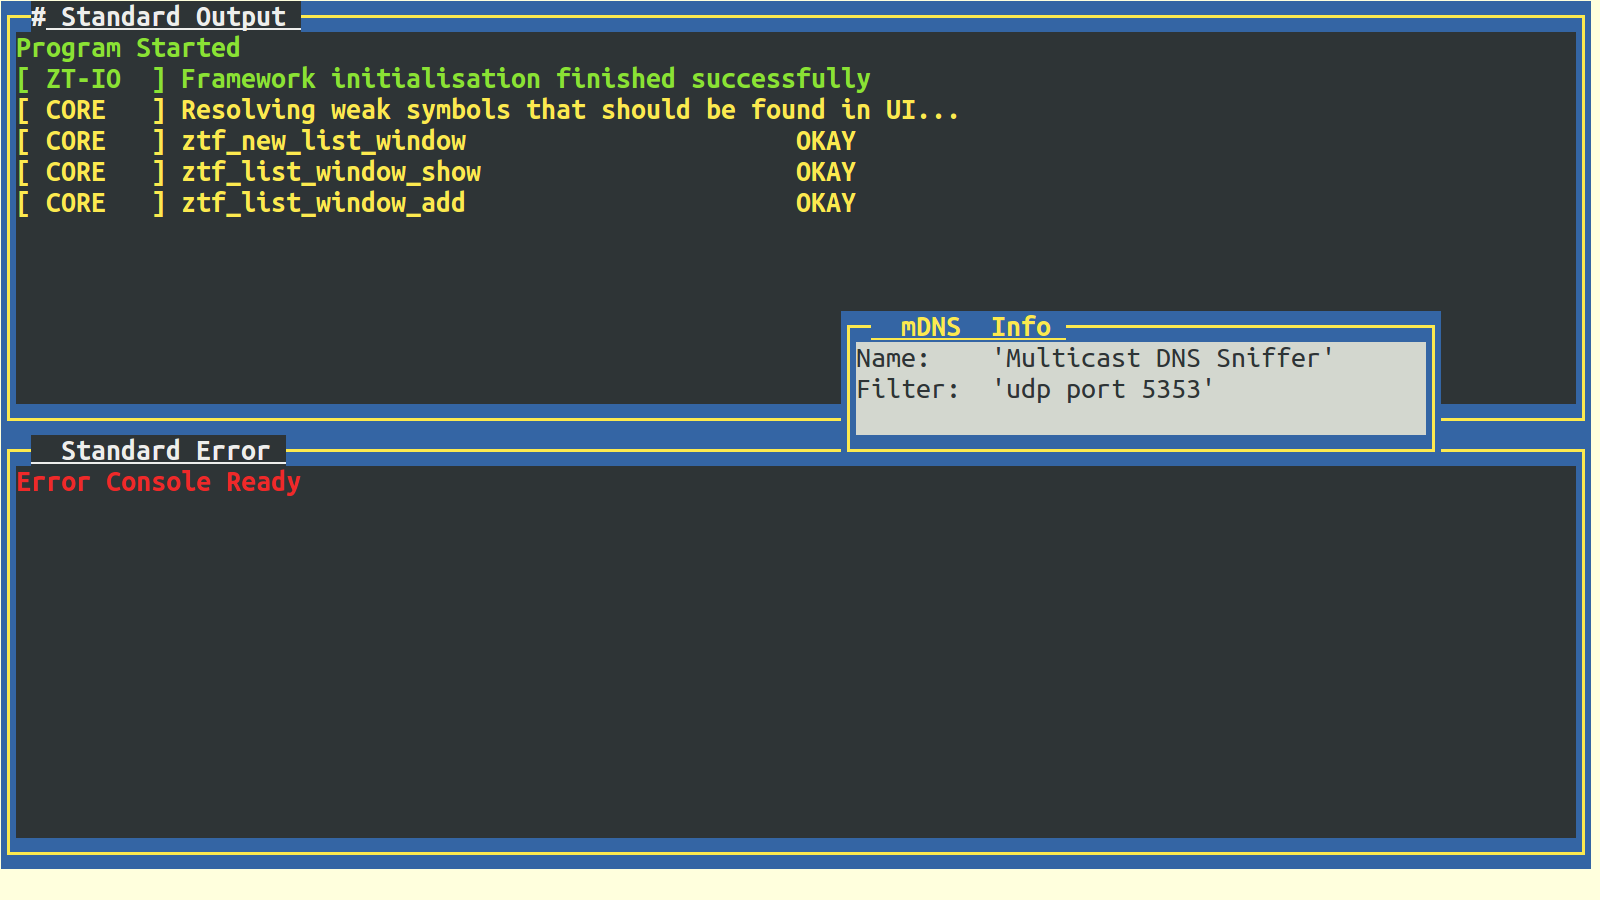 # Standard Output
Program Started
[ ZT-IO  ] Framework initialisation finished successfully
[ CORE   ] Resolving weak symbols that should be found in UI...
[ CORE   ] ztf_new_list_window                      OKAY
[ CORE   ] ztf_list_window_show                     OKAY
[ CORE   ] ztf_list_window_add                      OKAY
mDNS  Info
Name:    'Multicast DNS Sniffer'
Filter:  'udp port 5353'
Standard Error
Error Console Ready